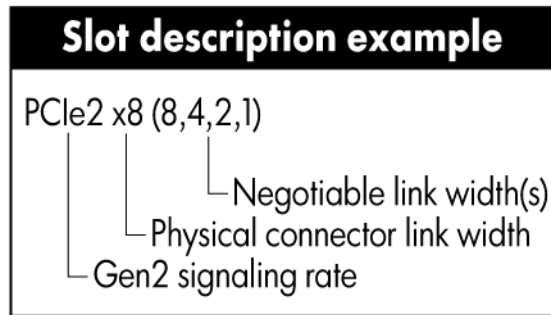 Slot description example
PCIe2 x8 (8,4,2,1)
Negotiable link width(s)
Physical connector link width
Gen2 signaling rate